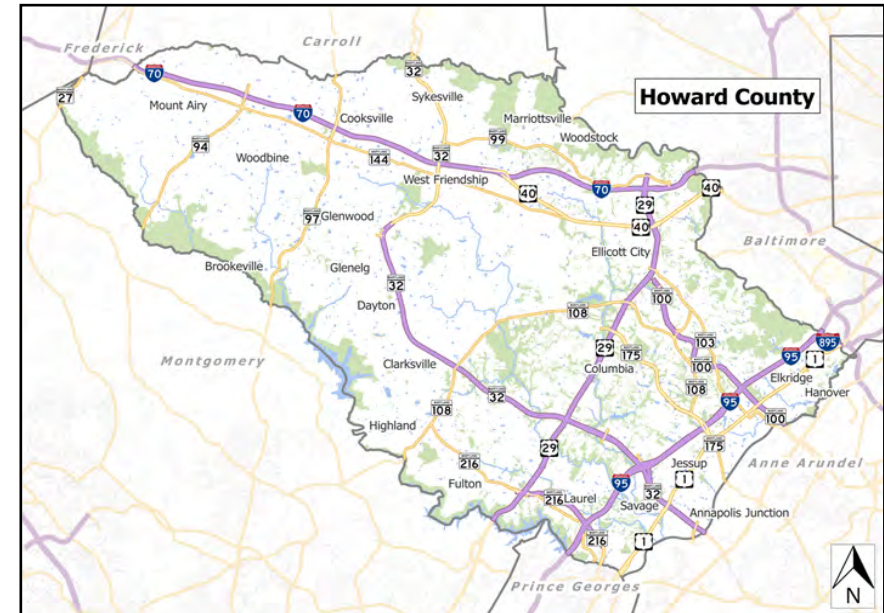 Frederick
Carroll
Howard County
70
32
27
Mount Airy
Sykesville
Marriottsville
70
Cooksville
Woodstock
94
99
32
Woodbine
144
West Friendship
40
70
40
29
97
Glenwood
40
Baltimore
Ellicott City
Brookeville
Glenelg
32
100
Dayton
108
103
895
29
175
95
1
Montgomery
Clarksville
Columbia
100
Elkridge
108
32
95
Hanover
108
100
Highland
29
175
216
Jessup
Anne Arundel
Fulton
95
1
216
Laurel
32
Savage
Annapolis Junction
216
1
Prince Georges
N